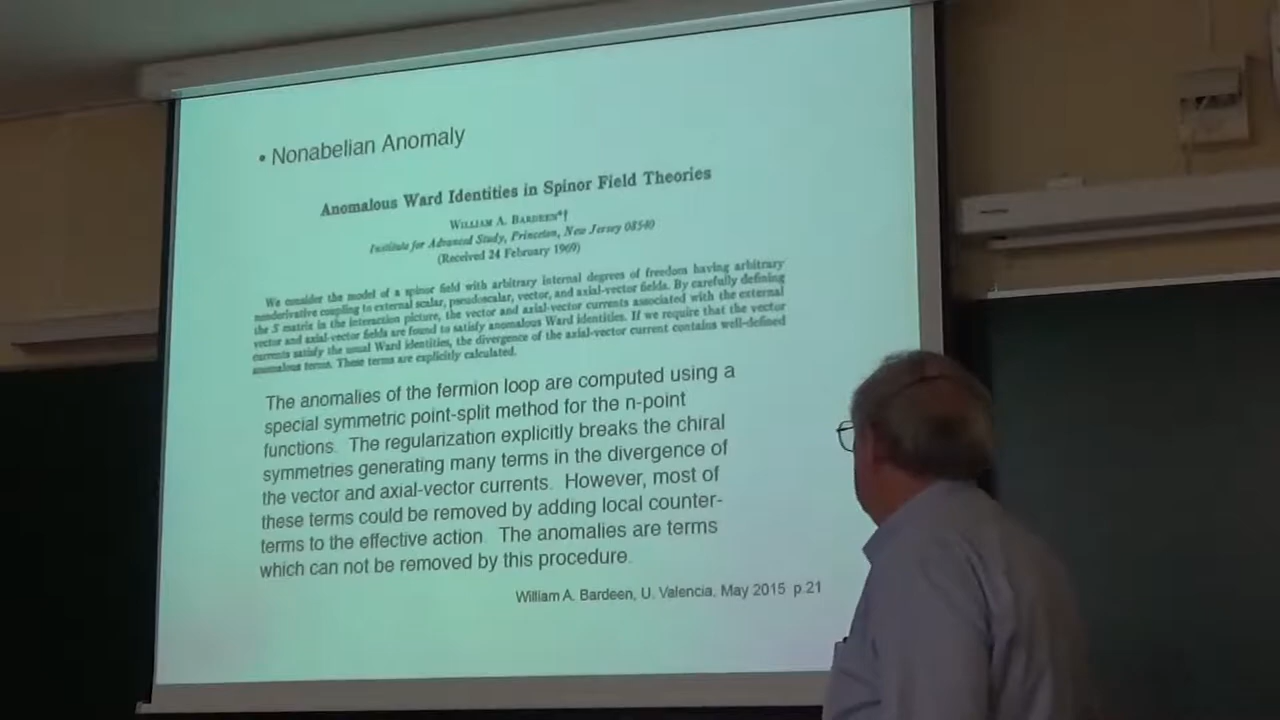 • Nonabelian Anomaly
Anomalous Ward Identities in Spinor Field Theories
WILLIAM A. BARDEEN*†
Institute for Advanced Study, Princeton, New Jersey 08540
(Received 24 February 1969)
We consider the model of a spinor field with arbitrary internal degrees of freedom having arbitrary
nonderivative coupling to external scalar, pseudoscalar, vector, and axial-vector fields. By carefully defining
the S matrix in the interaction picture, the vector and axial-vector currents associated with the external
vector and axial-vector fields are found to satisfy anomalous Ward identities. If we require that the vector
currents satisfy the usual Ward identities, the divergence of the axial-vector current contains well-defined
anomalous terms. These terms are explicitly calculated.
The anomalies of the fermion loop are computed using a
special symmetric point-split method for the n-point
functions. The regularization explicitly breaks the chiral
symmetries generating many terms in the divergence of
the vector and axial-vector currents. However, most of
these terms could be removed by adding local counter-
terms to the effective action. The anomalies are terms
which can not be removed by this procedure.
William A. Bardeen, U. Valencia, May 2015 p.21